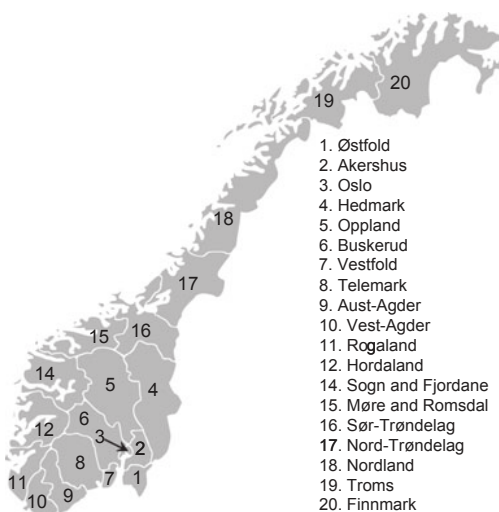 20
19
1. Østfold
2. Akershus
3. Oslo
4. Hedmark
5. Oppland
6. Buskerud
7. Vestfold
8. Telemark
9. Aust-Agder
10. Vest-Agder
11. Rogaland
12. Hordaland
14. Sogn and Fjordane
15. Møre and Romsdal
16. Sør-Trøndelag
17. Nord-Trøndelag
18. Nordland
19. Troms
20. Finnmark
18
17
16
15
14
5
4
6
12
3
2
8
11
7
1
10
9